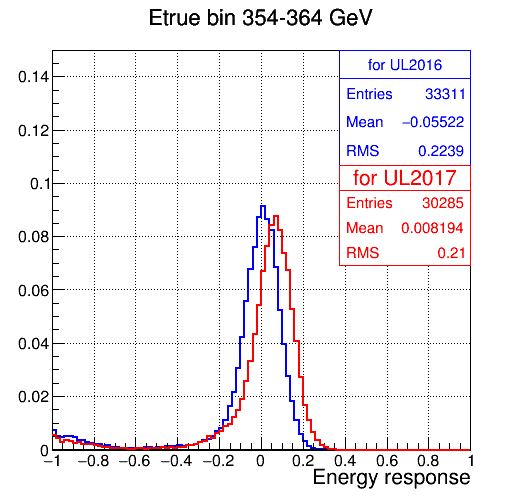 Etrue bin 354-364 GeV
for UL2016
Entries 33311
Mean −0.05522
RMS 0.2239
for UL2017
Entries 30285
Mean 0.008194
RMS 0.21
0.14
0.12
0.1
0.08
0.06
0.04
0.02
0
−1 −0.8 −0.6 −0.4 −0.2 0 0.2 0.4 0.6 0.8 1
Energy response